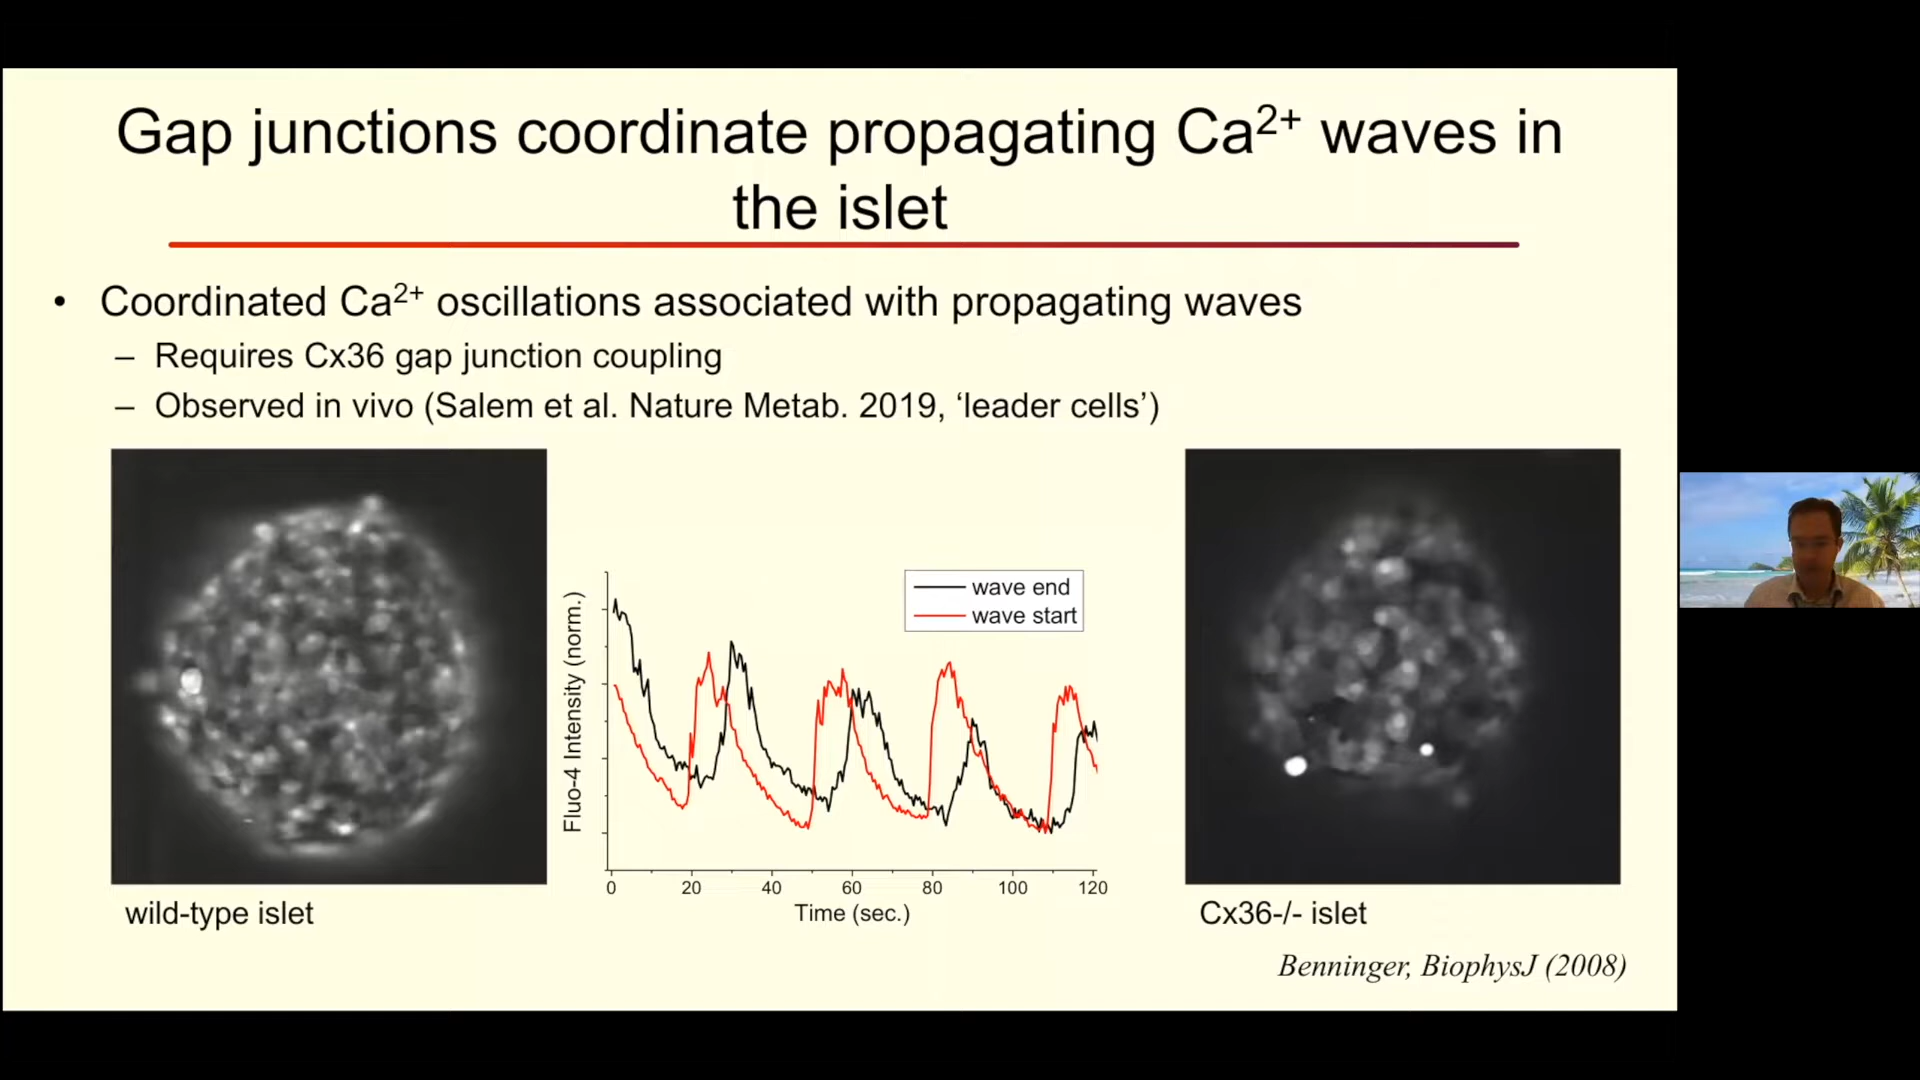 Gap junctions coordinate propagating Ca2+ waves in
the islet
• Coordinated Ca2+ oscillations associated with propagating waves
– Requires Cx36 gap junction coupling
– Observed in vivo (Salem et al. Nature Metab. 2019, ‘leader cells’)
wave end
wave start
Fluo-4 Intensity (norm.)
0 20 40 60 80 100 120
Time (sec.)
wild-type islet
Cx36-/- islet
Benninger, BiophysJ (2008)